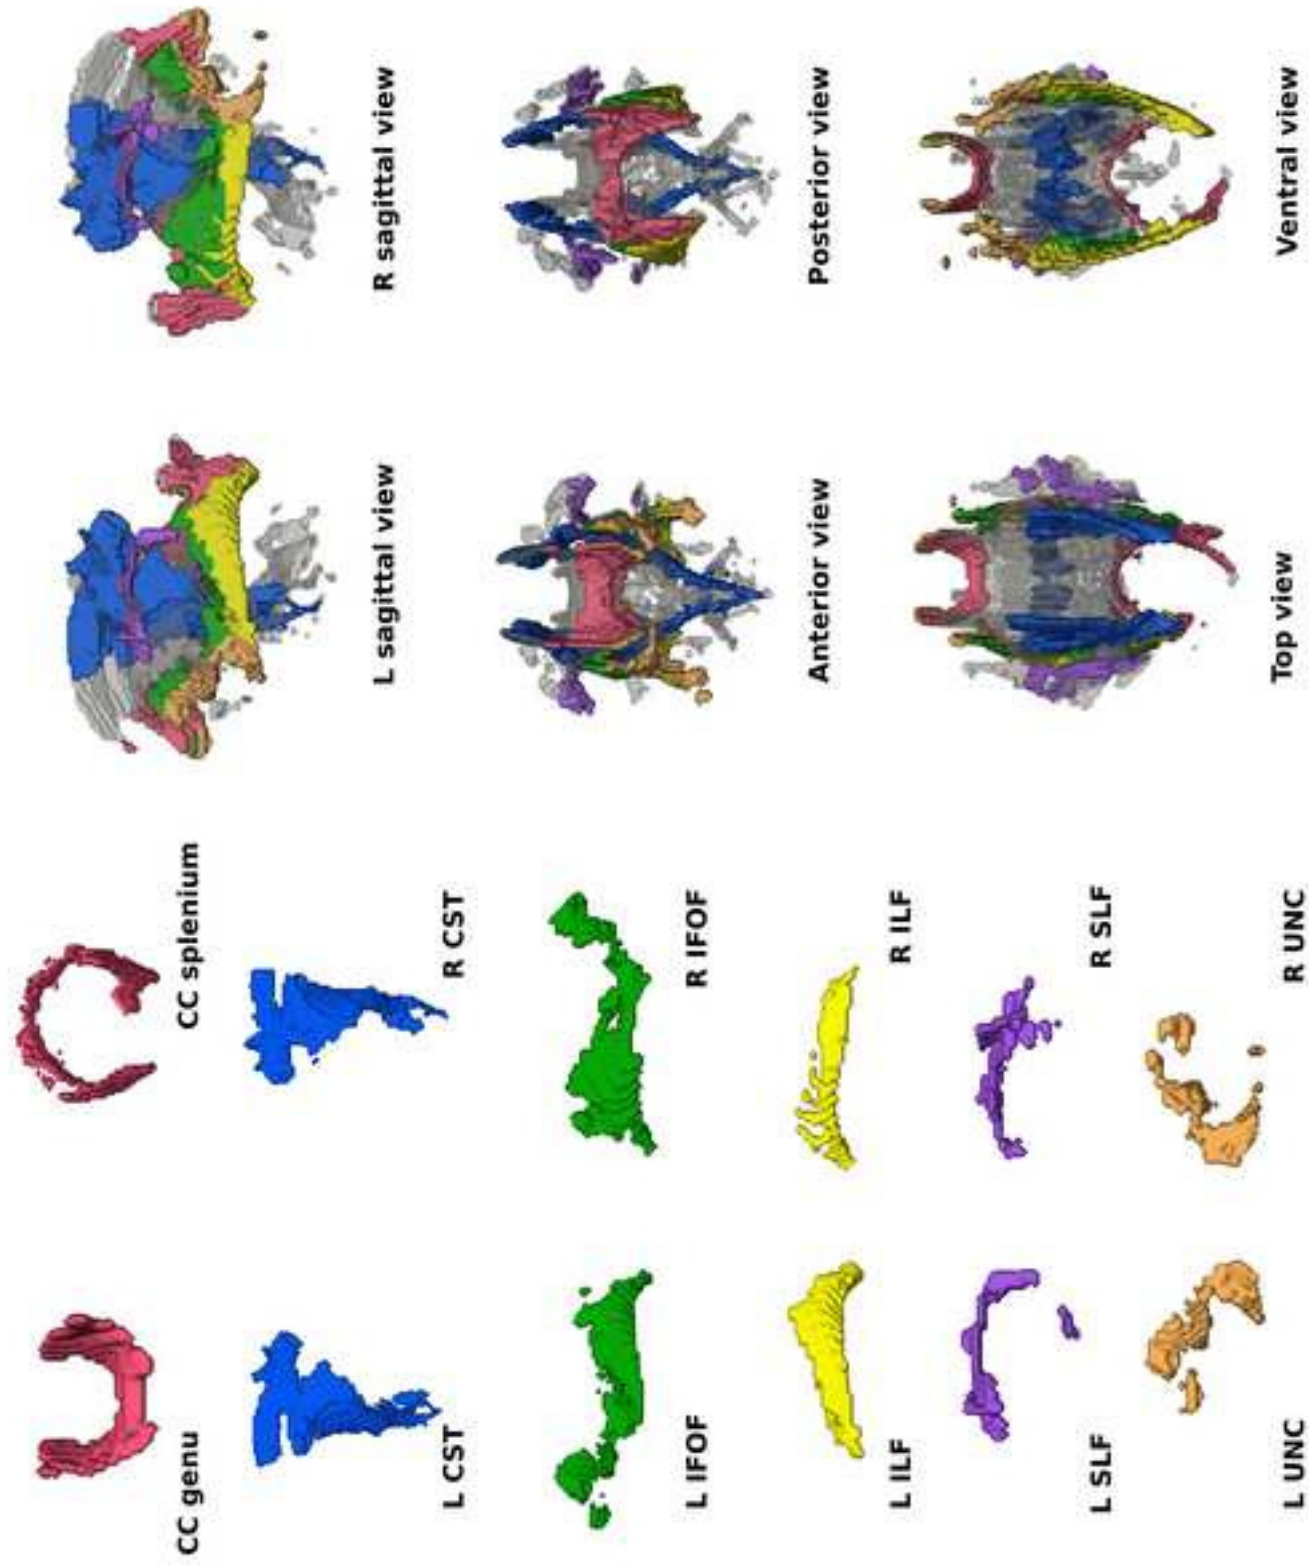 CC genu
CC splenium
L CST
R CST
L IFOF
R IFOF
L ILF
R ILF
L SLF
R SLF
L UNC
R UNC
L sagittal view
R sagittal view
Anterior view
Posterior view
Top view
Ventral view